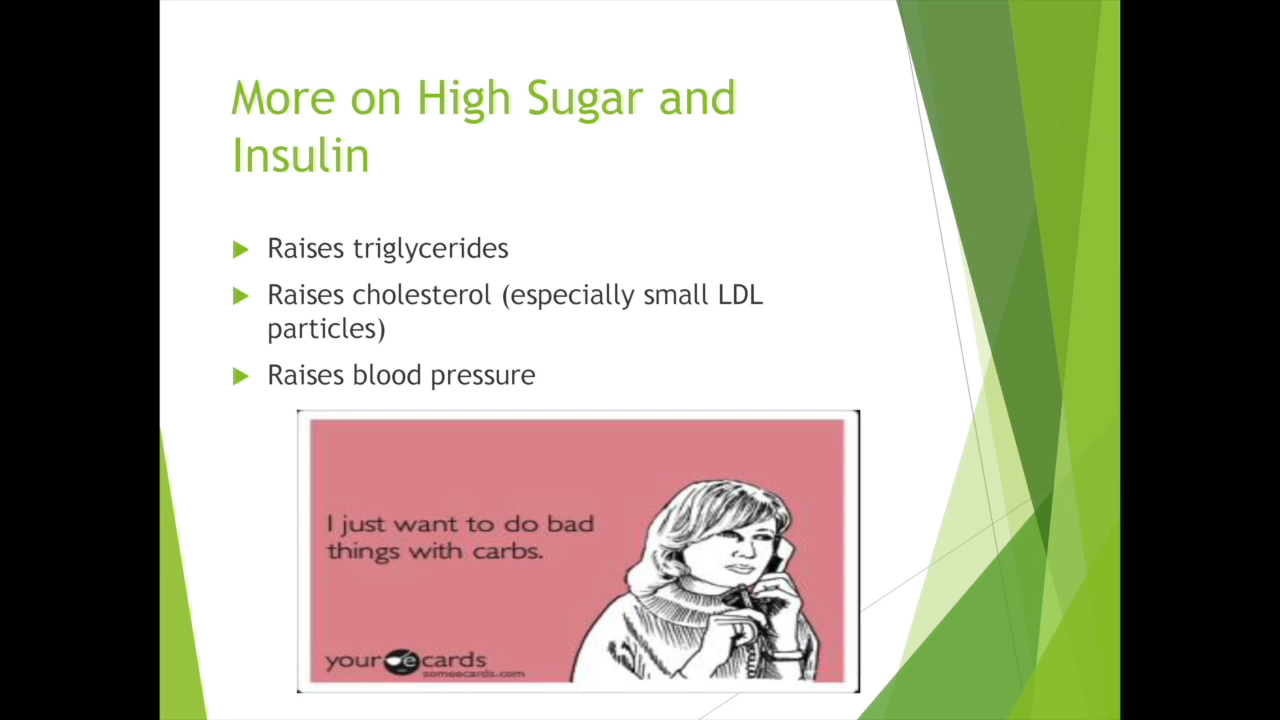 More on High Sugar and
Insulin
Raises triglycerides
Raises cholesterol (especially small LDL
particles)
Raises blood pressure
I just want to do bad
things with carbs.
your e cards
someecards.com